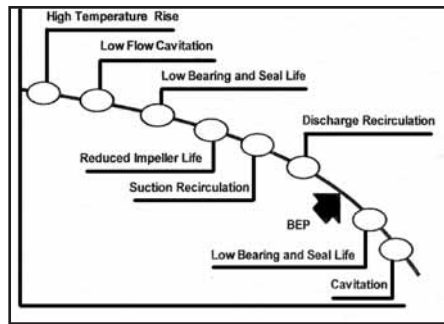 High Temperature Rise
Low Flow Cavitation
Low Bearing and Seal Life
Discharge Recirculation
Reduced Impeller Life
Suction Recirculation
BEP
Low Bearing and Seal Life
Cavitation